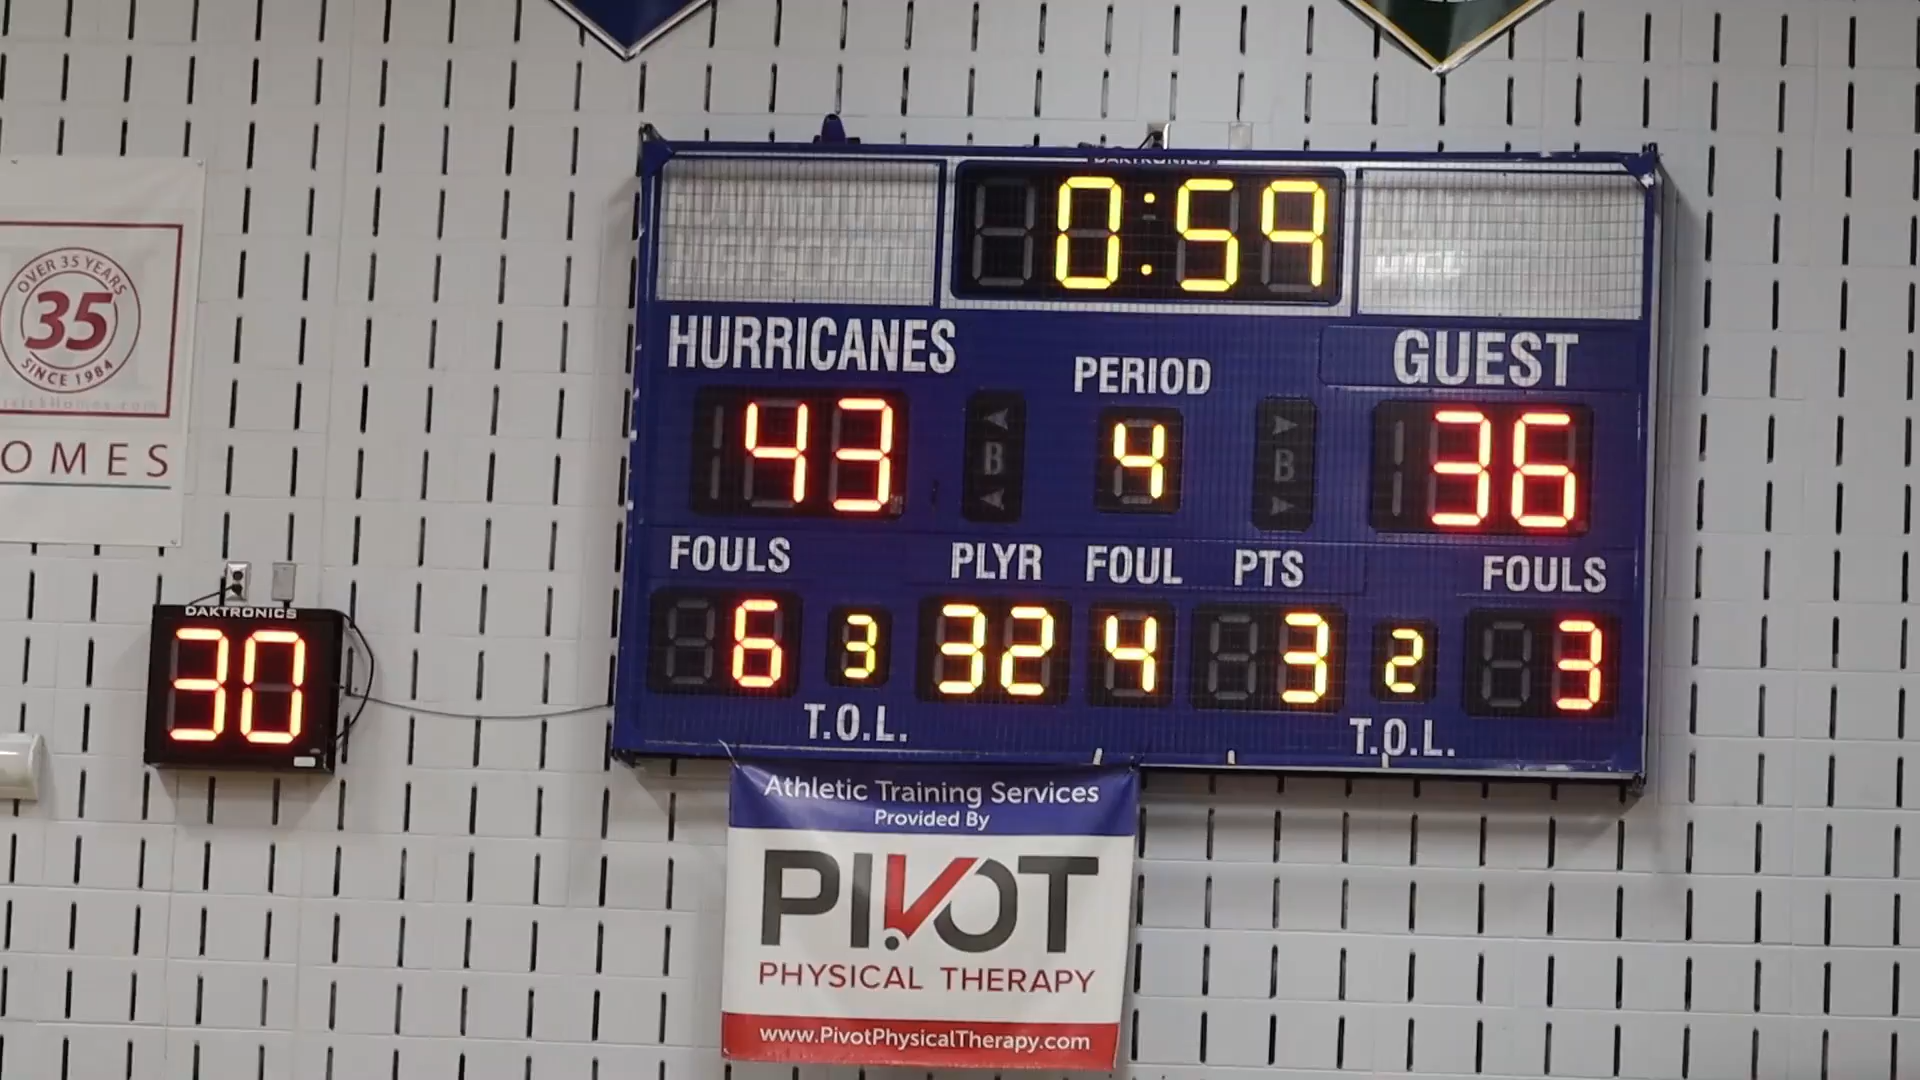 DAKTRONICS
0:59
HURRICANES
GUEST
PERIOD
43
B
4
B
36
FOULS
PLYR
FOUL
PTS
FOULS
6
3
32
4
3
2
3
T.O.L.
T.O.L.
OVER 35 YEARS
35
SINCE 1984
OMES
DAKTRONICS
30
Athletic Training Services
Provided By
PIVOT
PHYSICAL THERAPY
www.PivotPhysicalTherapy.com